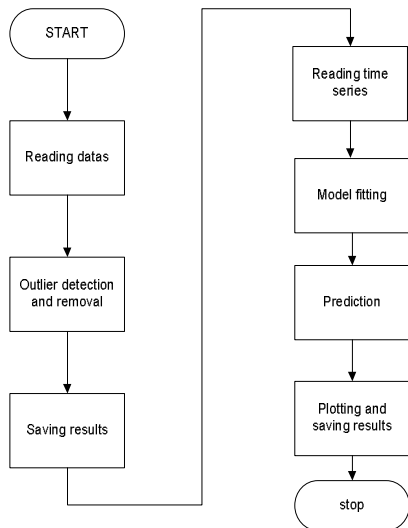 START
Reading datas
Outlier detection
and removal
Saving results
Reading time
series
Model fitting
Prediction
Plotting and
saving results
stop